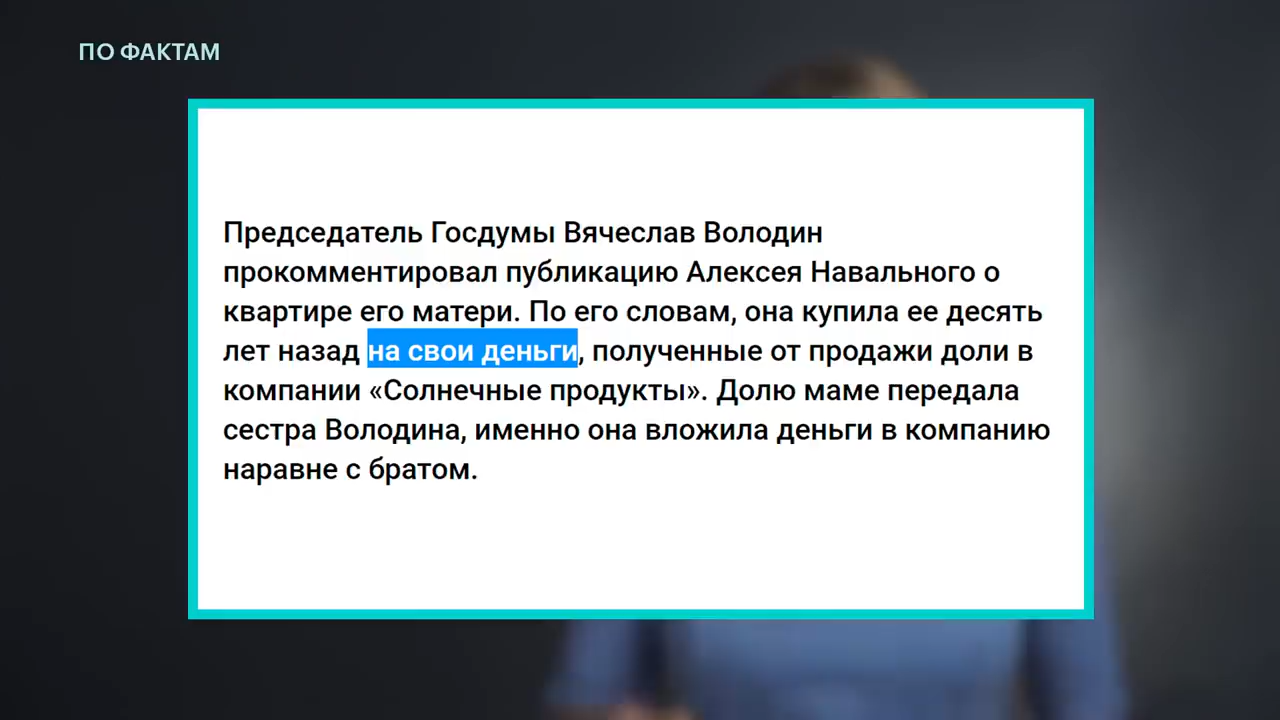 ПО ФАКТАМ
Председатель Госдумы Вячеслав Володин
прокомментировал публикацию Алексея Навального о
квартире его матери. По его словам, она купила ее десять
лет назад на свои деньги, полученные от продажи доли в
компании «Солнечные продукты». Долю маме передала
сестра Володина, именно она вложила деньги в компанию
наравне с братом.